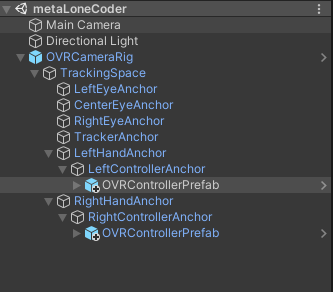 metaLoneCoder
Main Camera
Directional Light
OVRCameraRig
TrackingSpace
LeftEyeAnchor
CenterEyeAnchor
RightEyeAnchor
TrackerAnchor
LeftHandAnchor
LeftControllerAnchor
OVRControllerPrefab
RightHandAnchor
RightControllerAnchor
OVRControllerPrefab